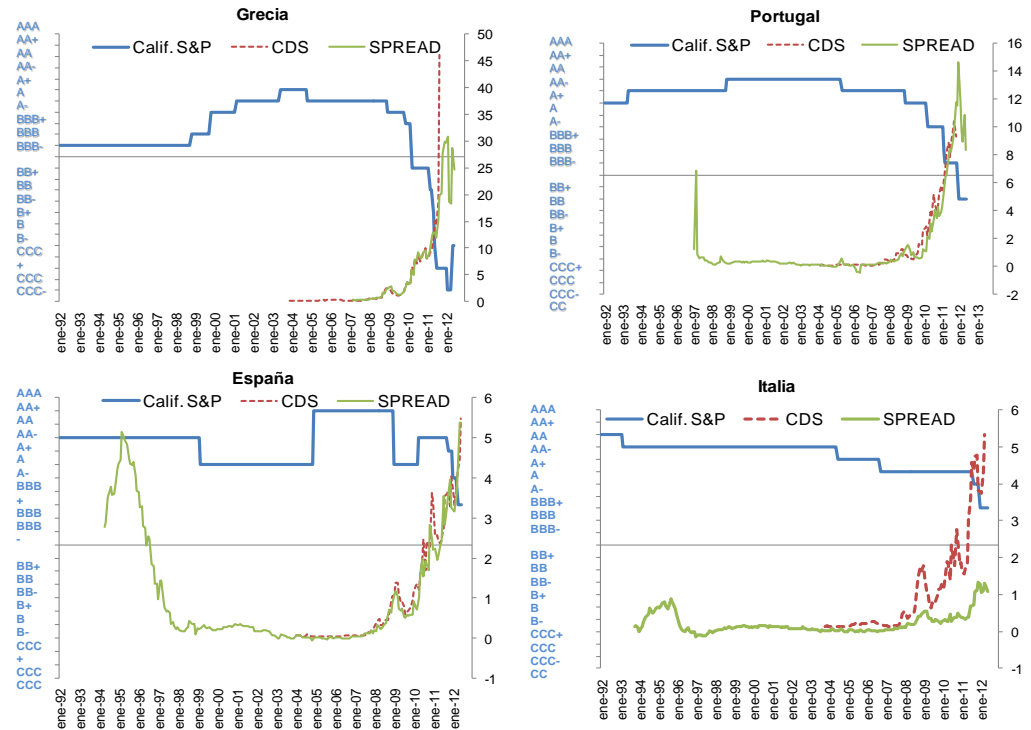 Grecia
AAA
AA+
AA
AA-
A+
A
A-
BBB+
BBB
BBB-
BB+
BB
BB-
B+
B
B-
CCC
+
CCC
CCC-
Calif. S&P CDS SPREAD
50
45
40
35
30
25
20
15
10
5
0
ene-92 ene-93 ene-94 ene-95 ene-96 ene-97 ene-98 ene-99 ene-00 ene-01 ene-02 ene-03 ene-04 ene-05 ene-06 ene-07 ene-08 ene-09 ene-10 ene-11 ene-12
Portugal
AAA
AA+
AA
AA-
A+
A
A-
BBB+
BBB
BBB-
BB+
BB
BB-
B+
B
B-
CCC+
CCC
CCC-
CC
Calif. S&P CDS SPREAD
16
14
12
10
8
6
4
2
0
-2
ene-92 ene-93 ene-94 ene-95 ene-96 ene-97 ene-98 ene-99 ene-00 ene-01 ene-02 ene-03 ene-04 ene-05 ene-06 ene-07 ene-08 ene-09 ene-10 ene-11 ene-12 ene-13
España
AAA
AA+
AA
AA-
A+
A
A-
BBB
+
BBB
BBB
-
BB+
BB
BB-
B+
B
B-
CCC
+
CCC
CCC
Calif. S&P CDS SPREAD
6
5
4
3
2
1
0
-1
ene-92 ene-93 ene-94 ene-95 ene-96 ene-97 ene-98 ene-99 ene-00 ene-01 ene-02 ene-03 ene-04 ene-05 ene-06 ene-07 ene-08 ene-09 ene-10 ene-11 ene-12
Italia
AAA
AA+
AA
AA-
A+
A
A-
BBB+
BBB
BBB-
BB+
BB
BB-
B+
B
B-
CCC+
CCC
CCC-
CC
Calif. S&P CDS SPREAD
6
5
4
3
2
1
0
-1
ene-92 ene-93 ene-94 ene-95 ene-96 ene-97 ene-98 ene-99 ene-00 ene-01 ene-02 ene-03 ene-04 ene-05 ene-06 ene-07 ene-08 ene-09 ene-10 ene-11 ene-12